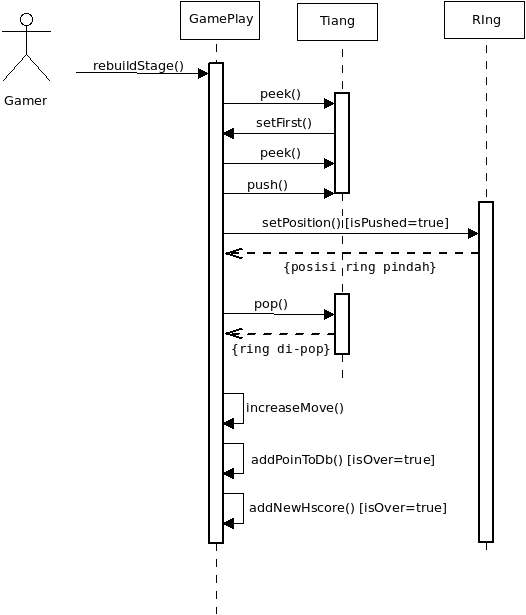 GamePlay
Tiang
RIng
Gamer
rebuildStage()
peek()
setFirst()
peek()
push()
setPosition() [isPushed=true]
{posisi ring pindah}
pop()
{ring di-pop}
increaseMove()
addPoinToDb() [isOver=true]
addNewHscore() [isOver=true]